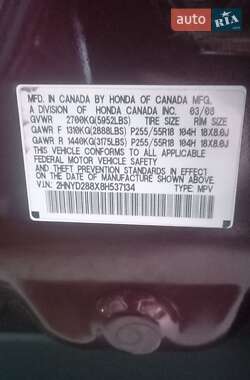 AUTO RIA
MFD. IN CANADA BY HONDA OF CANADA MFG.
A DIVISION OF HONDA CANADA INC. 03/08
GVWR 2700KG(5952LBS) TIRE SIZE RIM SIZE
GAWR F 1310KG(2888LBS) P255/55R18 104H 18X8.0J
GAWR R 1440KG(3175LBS) P255/55R18 104H 18X8.0J
THIS VEHICLE CONFORMS TO ALL APPLICABLE
FEDERAL MOTOR VEHICLE SAFETY AND
THEFT PREVENTION STANDARDS IN EFFECT
ON THE DATE OF MANUFACTURE SHOWN ABOVE.
V.I.N. 2HNYD288X8H537134 TYPE: MPV